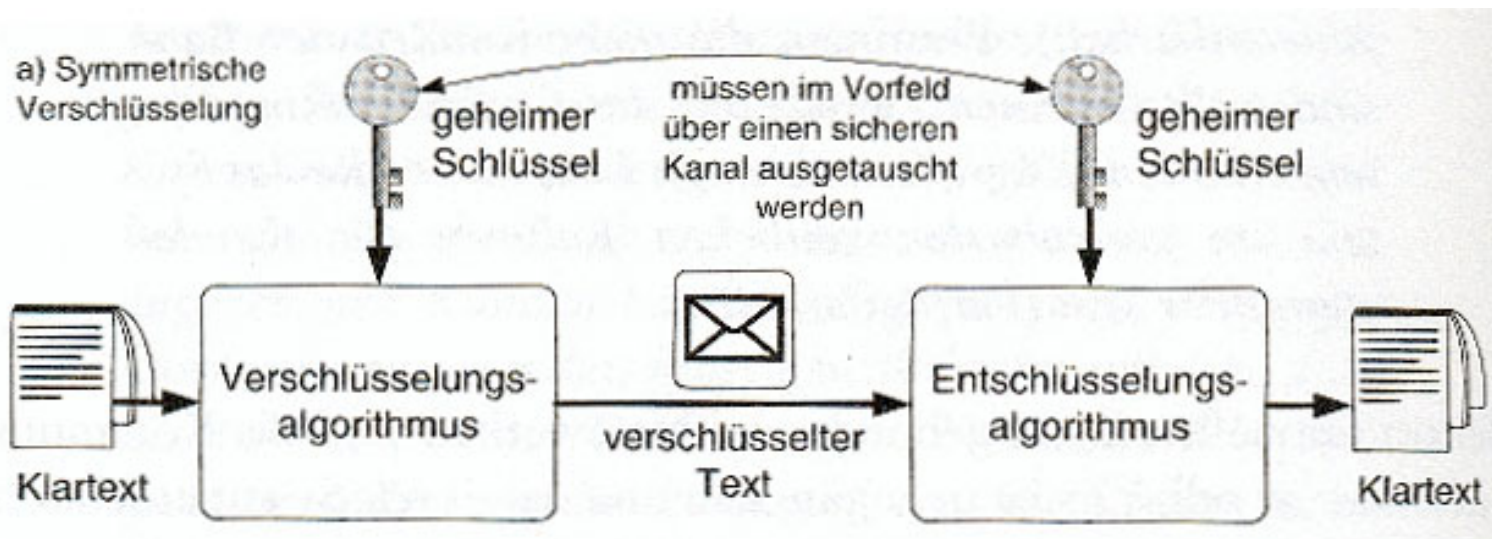 a) Symmetrische
Verschlüsselung
geheimer
Schlüssel
müssen im Vorfeld
über einen sicheren
Kanal ausgetauscht
werden
geheimer
Schlüssel
Klartext
Verschlüsselungs-
algorithmus
verschlüsselter
Text
Entschlüsselungs-
algorithmus
Klartext